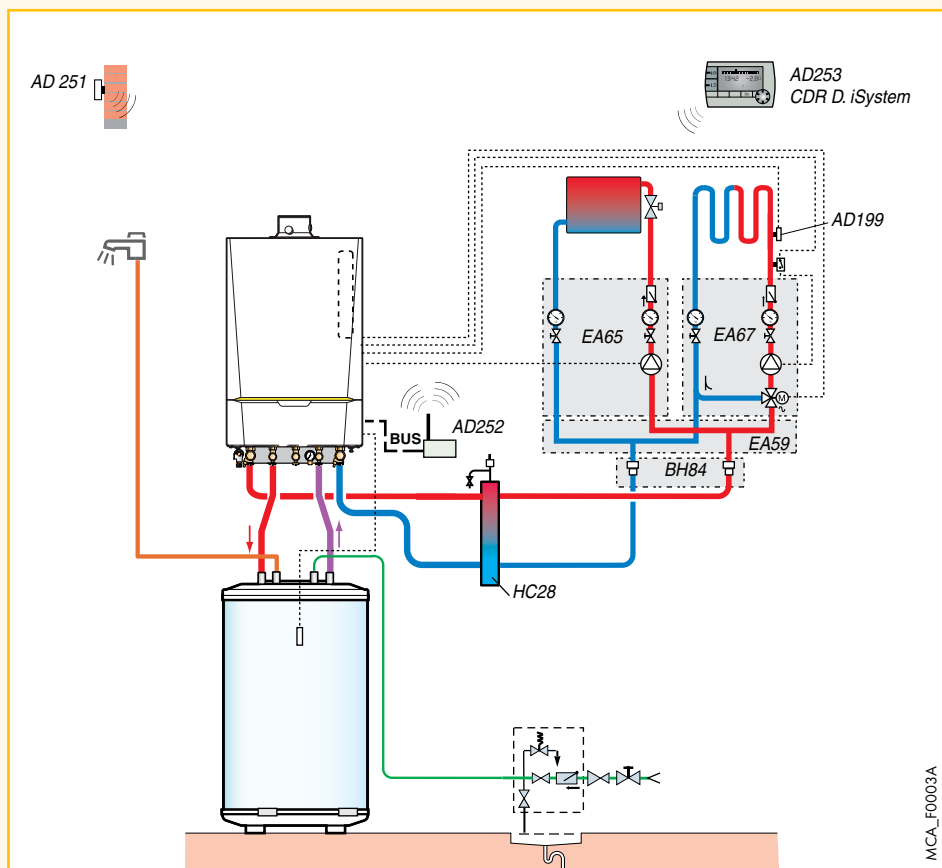 AD 251
AD253
CDR D. iSystem
AD199
EA65
EA67
M
EA59
BUS
AD252
BH84
HC28
MCA_F0003A